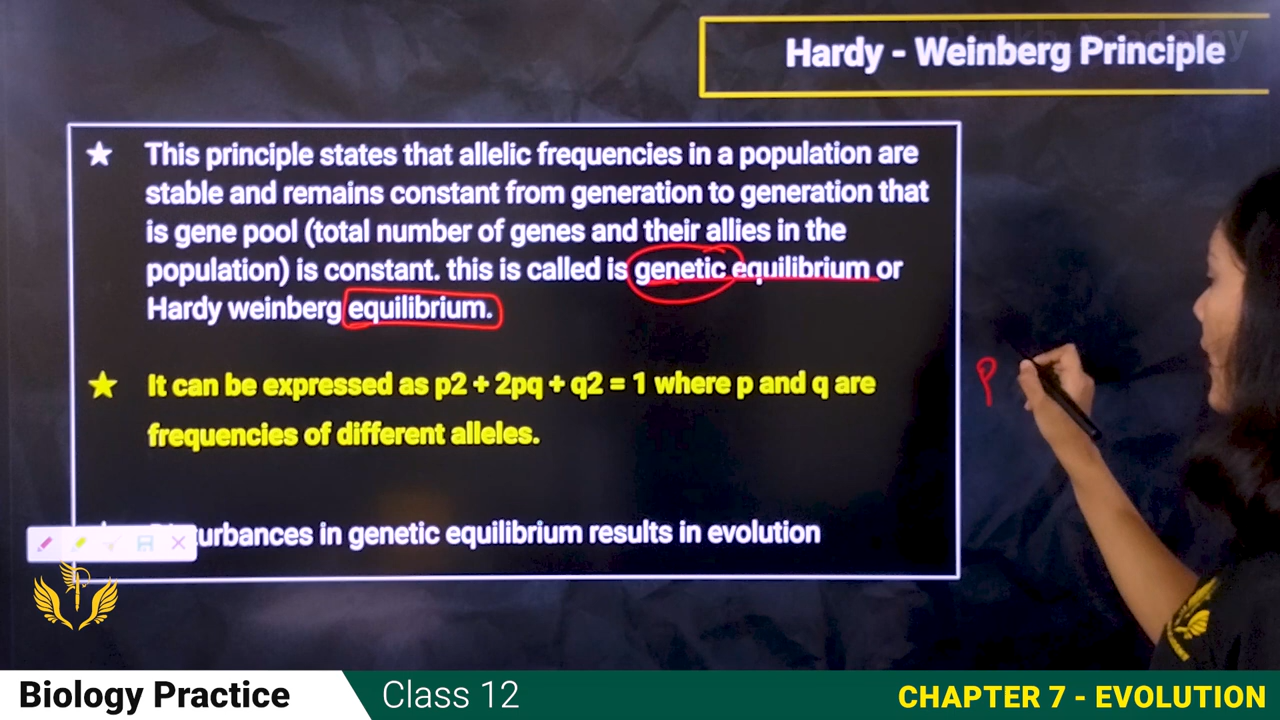 Hardy - Weinberg Principle
This principle states that allelic frequencies in a population are
stable and remains constant from generation to generation that
is gene pool (total number of genes and their allies in the
population) is constant. this is called is genetic equilibrium or
Hardy weinberg equilibrium.
It can be expressed as p2 + 2pq + q2 = 1 where p and q are
frequencies of different alleles.
P
turbances in genetic equilibrium results in evolution
Biology Practice
Class 12
CHAPTER 7 - EVOLUTION